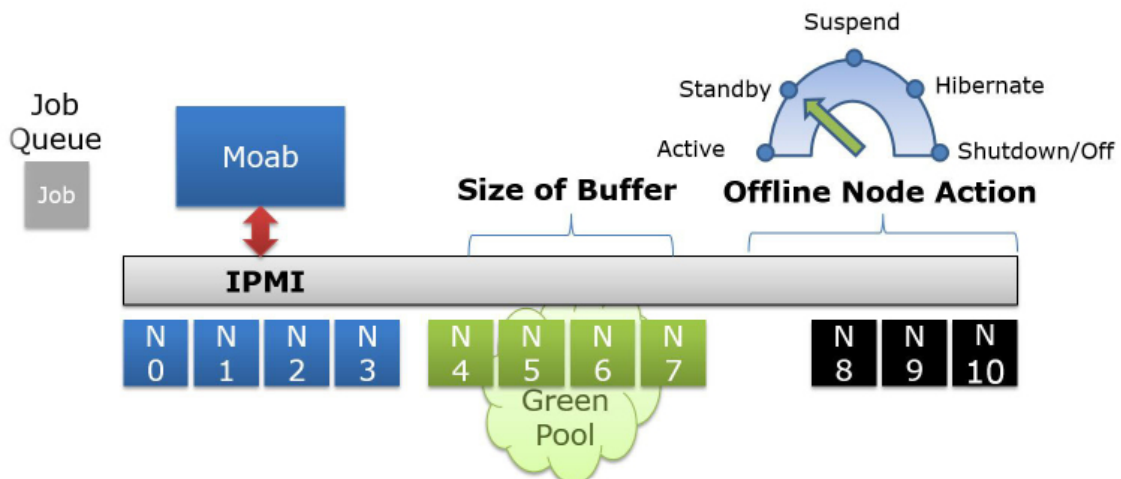 Suspend
Standby
Hibernate
Active
Shutdown/Off
Job
Queue
Job
Moab
Size of Buffer
Offline Node Action
IPMI
N
0
N
1
N
2
N
3
N
4
N
5
N
6
N
7
N
8
N
9
N
10
Green
Pool